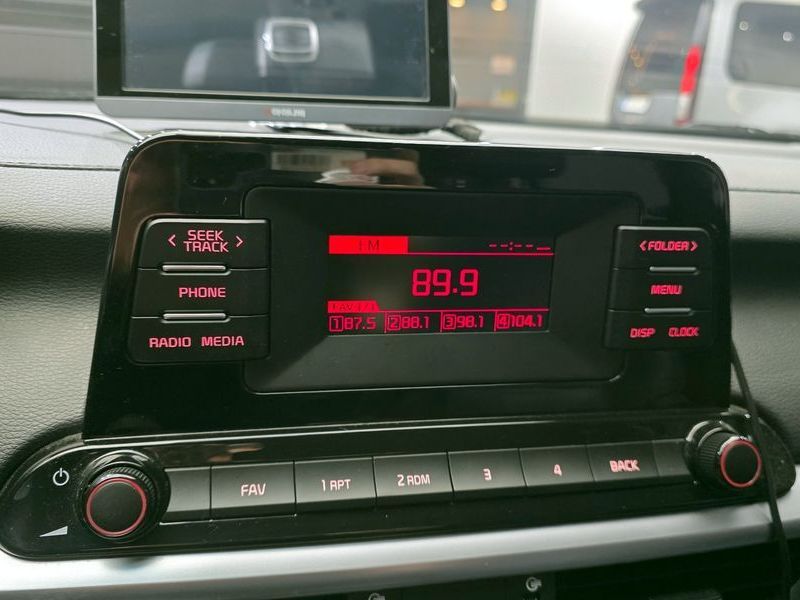 < SEEK >
TRACK
PHONE
RADIO MEDIA
FM --:--
89.9
1 87.5 2 88.1 3 98.1 4 104.1
< FOLDER >
MENU
DISP CLOCK
FAV 1 RPT 2 RDM 3 4 BACK